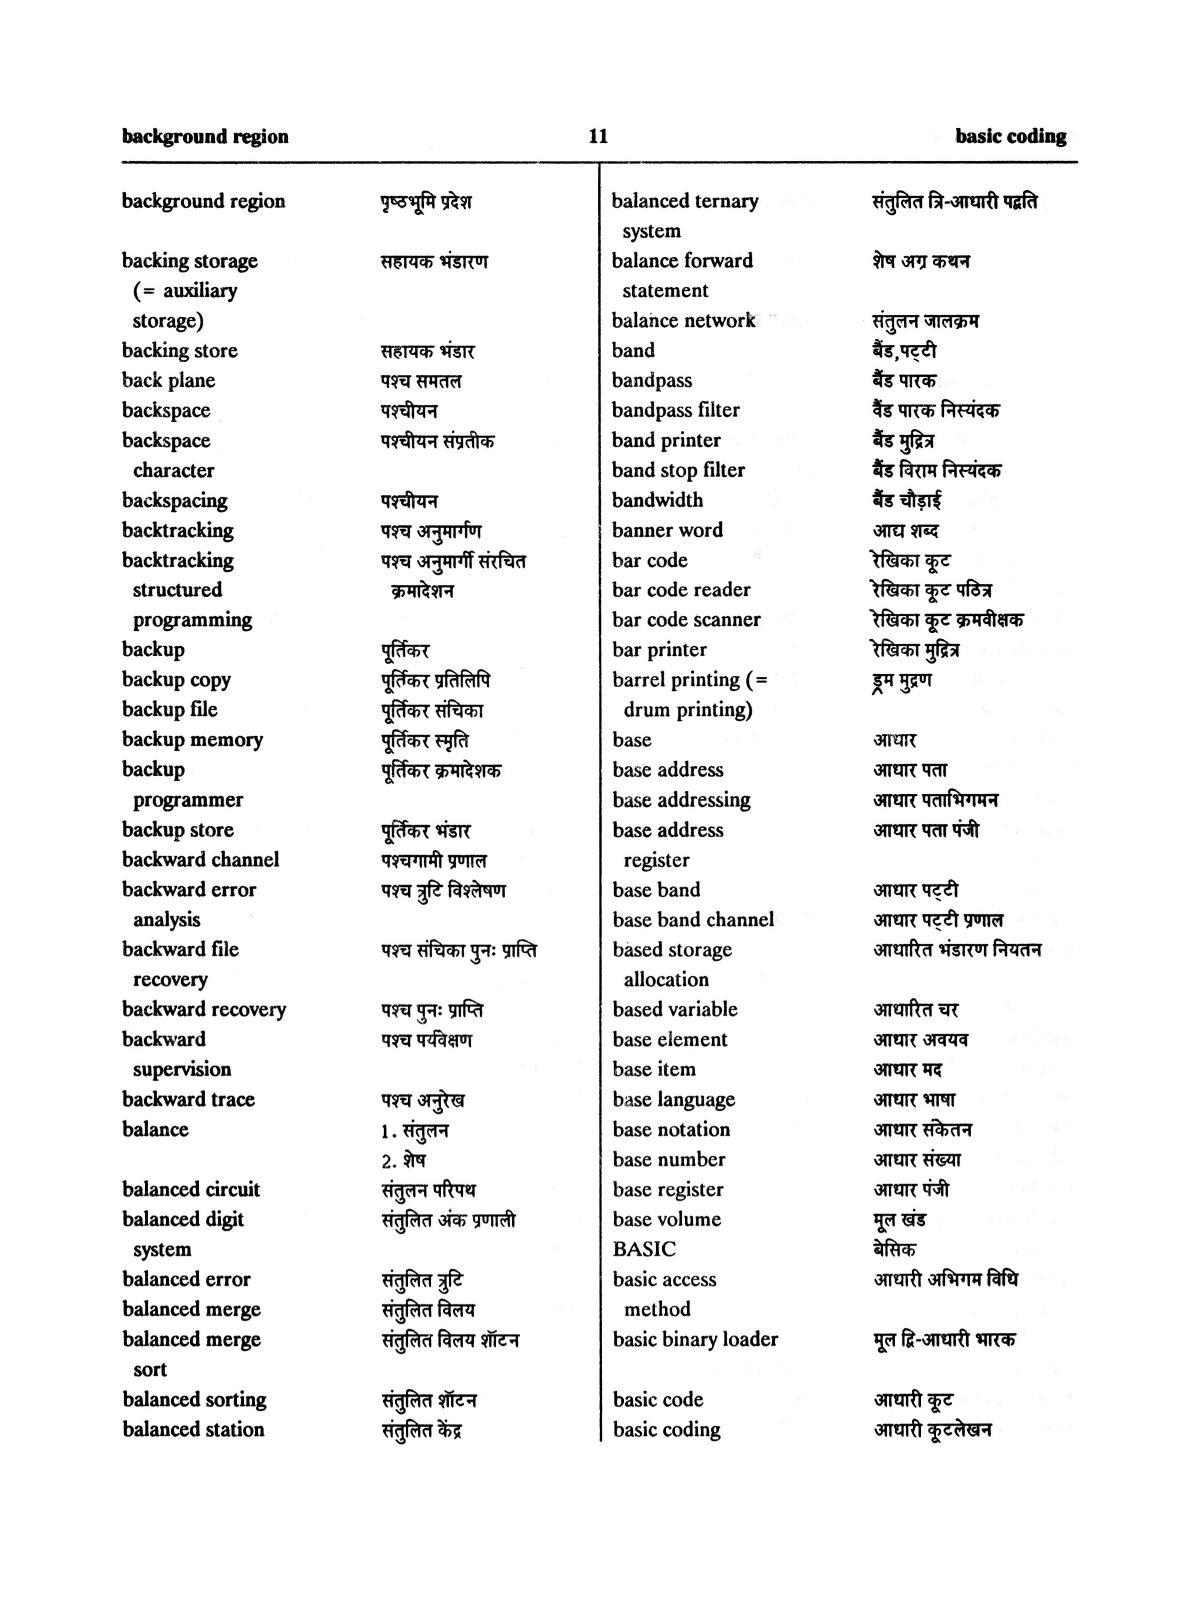 background region 11 basic coding
background region पृष्ठभूमि प्रदेश
backing storage सहायक भंडारण
(= auxiliary
storage)
backing store सहायक भंडार
back plane पश्च समतल
backspace पश्चीयन
backspace पश्चीयन संप्रतीक
character
backspacing पश्चीयन
backtracking पश्च अनुमार्गण
backtracking पश्च अनुमार्गी संरचित
structured क्रमादेशन
programming
backup पूर्तिकर
backup copy पूर्तिकर प्रतिलिपि
backup file पूर्तिकर संचिका
backup memory पूर्तिकर स्मृति
backup पूर्तिकर क्रमादेशक
programmer
backup store पूर्तिकर भंडार
backward channel पश्चगामी प्रणाल
backward error पश्च त्रुटि विश्लेषण
analysis
backward file पश्च संचिका पुनः प्राप्ति
recovery
backward recovery पश्च पुनः प्राप्ति
backward पश्च पर्यवेक्षण
supervision
backward trace पश्च अनुरेख
balance 1. संतुलन
2. शेष
balanced circuit संतुलन परिपथ
balanced digit संतुलित अंक प्रणाली
system
balanced error संतुलित त्रुटि
balanced merge संतुलित विलय
balanced merge संतुलित विलय शॉटन
sort
balanced sorting संतुलित शॉटन
balanced station संतुलित केंद्र
balanced ternary संतुलित त्रि-आधारी पद्वति
system
balance forward शेष अग्र कथन
statement
balance network संतुलन जालक्रम
band बैंड,पट्टी
bandpass बैंड पारक
bandpass filter वैंड पारक निस्यंदक
band printer बैंड मुद्रित्र
band stop filter बैंड विराम निस्यंदक
bandwidth बैंड चौड़ाई
banner word आद्य शब्द
bar code रेखिका कूट
bar code reader रेखिका कूट पठित्र
bar code scanner रेखिका कूट क्रमवीक्षक
bar printer रेखिका मुद्रित्र
barrel printing (= ड्रम मुद्रण
drum printing)
base आधार
base address आधार पता
base addressing आधार पताभिगमन
base address आधार पता पंजी
register
base band आधार पट्टी
base band channel आधार पट्टी प्रणाल
based storage आधारित भंडारण नियतन
allocation
based variable आधारित चर
base element आधार अवयव
base item आधार मद
base language आधार भाषा
base notation आधार संकेतन
base number आधार संख्या
base register आधार पंजी
base volume मूल खंड
BASIC बेसिक
basic access आधारी अभिगम विधि
method
basic binary loader मूल द्वि-आधारी भारक
basic code आधारी कूट
basic coding आधारी कूटलेखन